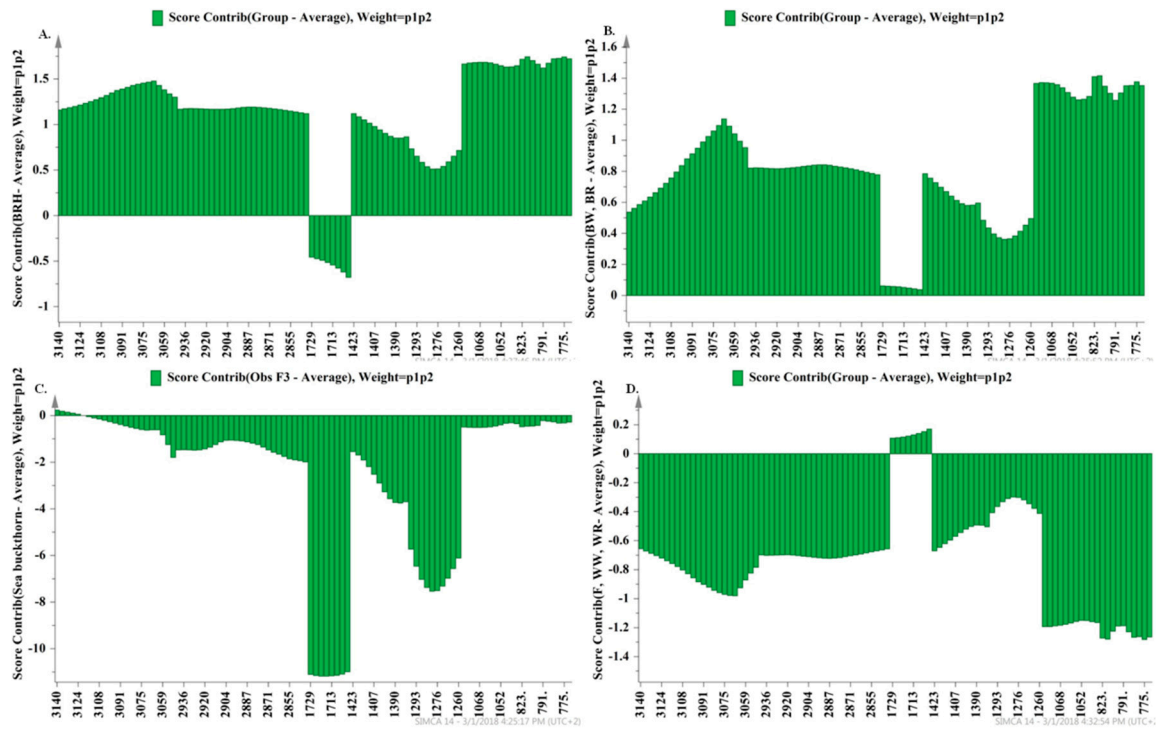 Score Contrib(Group - Average), Weight=p1p2
A.
Score Contrib(BRH- Average), Weight=p1p2
1.5
1
0.5
0
-0.5
-1
3140 3124 3108 3091 3075 3059 2936 2920 2904 2887 2871 2855 1729 1713 1423 1407 1390 1293 1276 1260 1068 1052 823. 791. 775.
Score Contrib(Group - Average), Weight=p1p2
B.
Score Contrib(BW, BR - Average), Weight=p1p2
1.6
1.4
1.2
1
0.8
0.6
0.4
0.2
0
3140 3124 3108 3091 3075 3059 2936 2920 2904 2887 2871 2855 1729 1713 1423 1407 1390 1293 1276 1260 1068 1052 823. 791. 775.
Score Contrib(Obs F3 - Average), Weight=p1p2
C.
Score Contrib(Sea buckthorn- Average), Weight=p1p2
0
-2
-4
-6
-8
-10
3140 3124 3108 3091 3075 3059 2936 2920 2904 2887 2871 2855 1729 1713 1423 1407 1390 1293 1276 1260 1068 1052 823. 791. 775.
SIMCA 14 - 3/1/2018 4:25:17 PM (UTC+2)
Score Contrib(Group - Average), Weight=p1p2
D.
Score Contrib(F, WW, WR- Average), Weight=p1p2
0.2
0
-0.2
-0.4
-0.6
-0.8
-1
-1.2
-1.4
3140 3124 3108 3091 3075 3059 2936 2920 2904 2887 2871 2855 1729 1713 1423 1407 1390 1293 1276 1260 1068 1052 823. 791. 775.
SIMCA 14 - 3/1/2018 4:32:54 PM (UTC+2